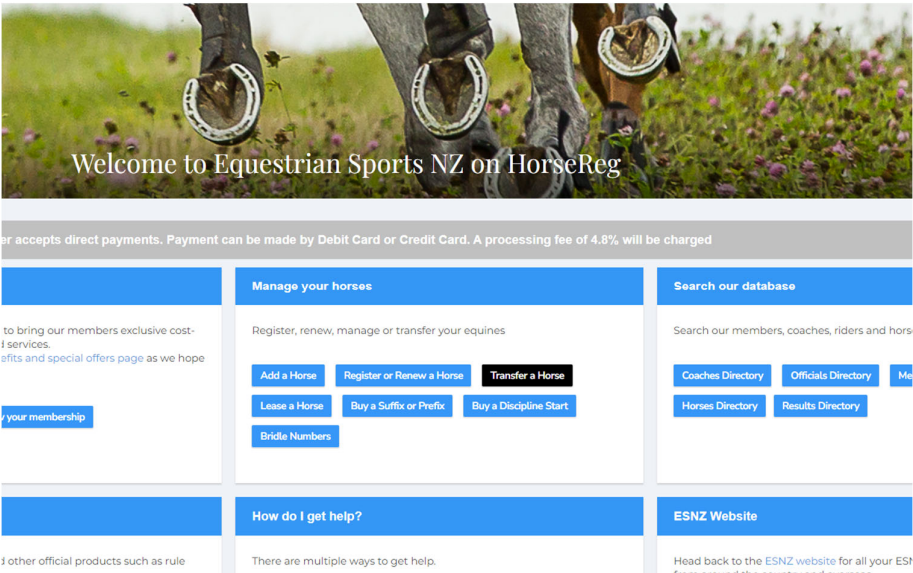 Welcome to Equestrian Sports NZ on HorseReg
accepts direct payments. Payment can be made by Debit Card or Credit Card. A processing fee of 4.8% will be charged
to bring our members exclusive cost-
services.
and special offers page as we hope
your membership
Manage your horses
Register, renew, manage or transfer your equines
Add a Horse
Register or Renew a Horse
Transfer a Horse
Lease a Horse
Buy a Suffix or Prefix
Buy a Discipline Start
Bridle Numbers
Search our database
Search our members, coaches, riders and
Coaches Directory
Officials Directory
Horses Directory
Results Directory
other official products such as rule
How do I get help?
There are multiple ways to get help.
ESNZ Website
Head back to the ESNZ website for all your